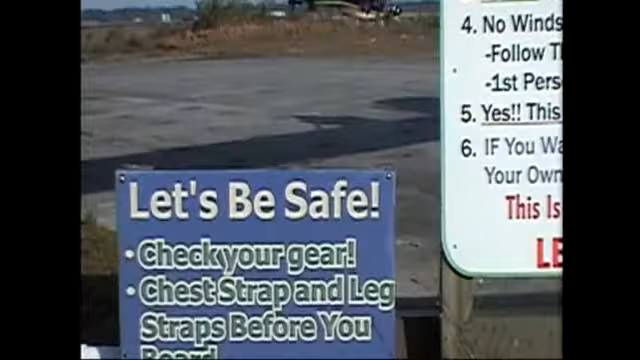 Let's Be Safe!
• Check your gear!
• Chest Strap and Leg
Straps Before You
Board!
4. No Winds
-Follow T
-1st Pers
5. Yes!! This
6. IF You Wa
Your Own
This Is
LE